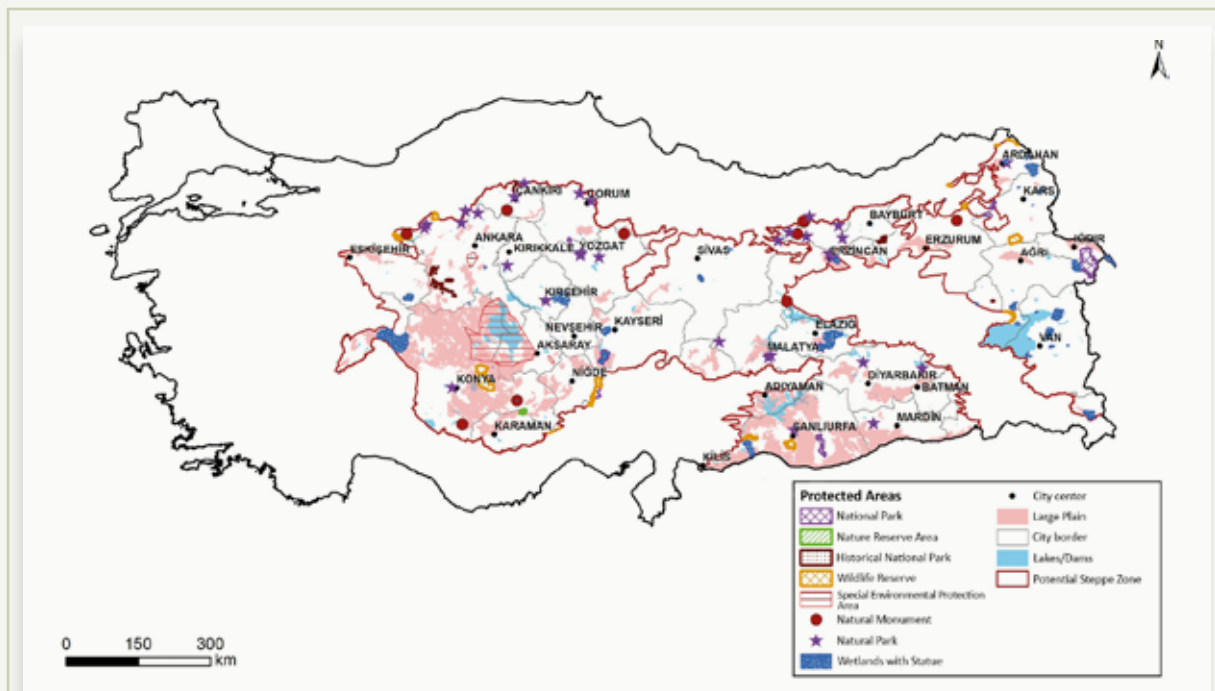 N
ARDAHAN
KARS
ÇANKIRI
ÇORUM
BAYBURT
ANKARA
KIRIKKALE
YOZGAT
ESKİŞEHİR
SİVAS
ERZİNCAN
ERZURUM
IĞDIR
AĞRI
KIRŞEHİR
NEVŞEHİR
KAYSERİ
ELAZIĞ
VAN
AKSARAY
MALATYA
KONYA
NİĞDE
DİYARBAKIR
ADIYAMAN
BATMAN
KARAMAN
ŞANLIURFA
MARDİN
KİLİS
Protected Areas
National Park
Nature Reserve Area
Historical National Park
Wildlife Reserve
Special Environmental Protection
Area
Natural Monument
Natural Park
Wetlands with Statue
City center
Large Plain
City border
Lakes/Dams
Potential Steppe Zone
0 150 300
km